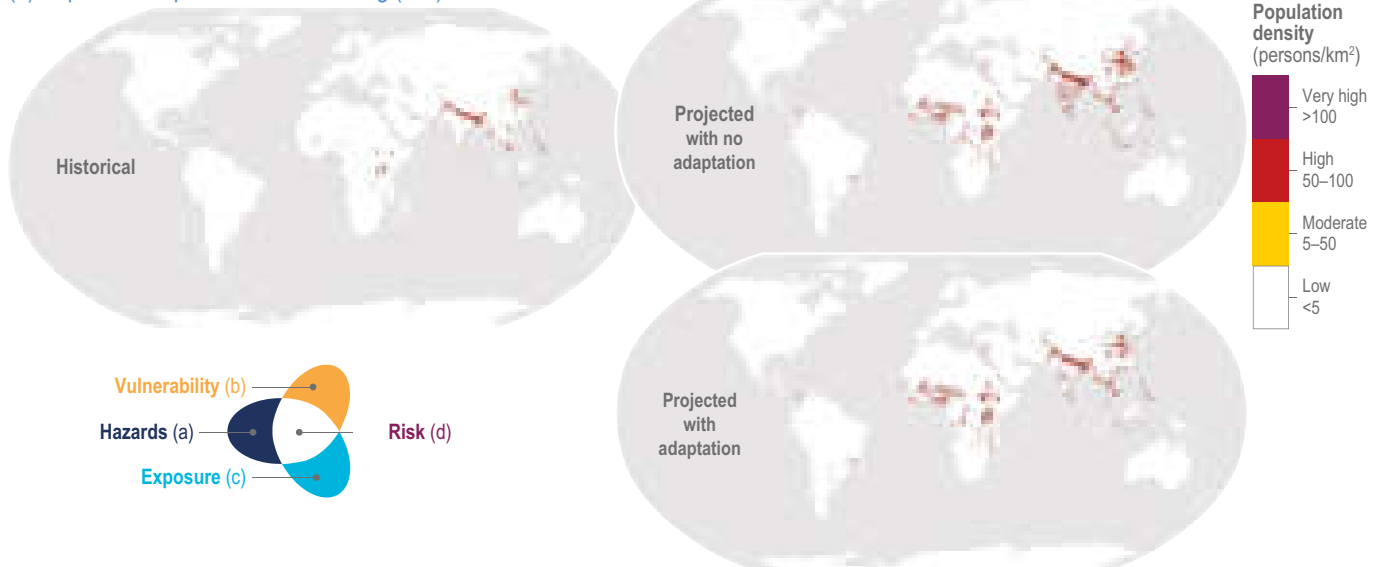 Historical
Projected
with no
adaptation
Projected
with
adaptation
Population
density
(persons/km²)
Very high
>100
High
50–100
Moderate
5–50
Low
<5
Vulnerability (b)
Hazards (a)
Risk (d)
Exposure (c)